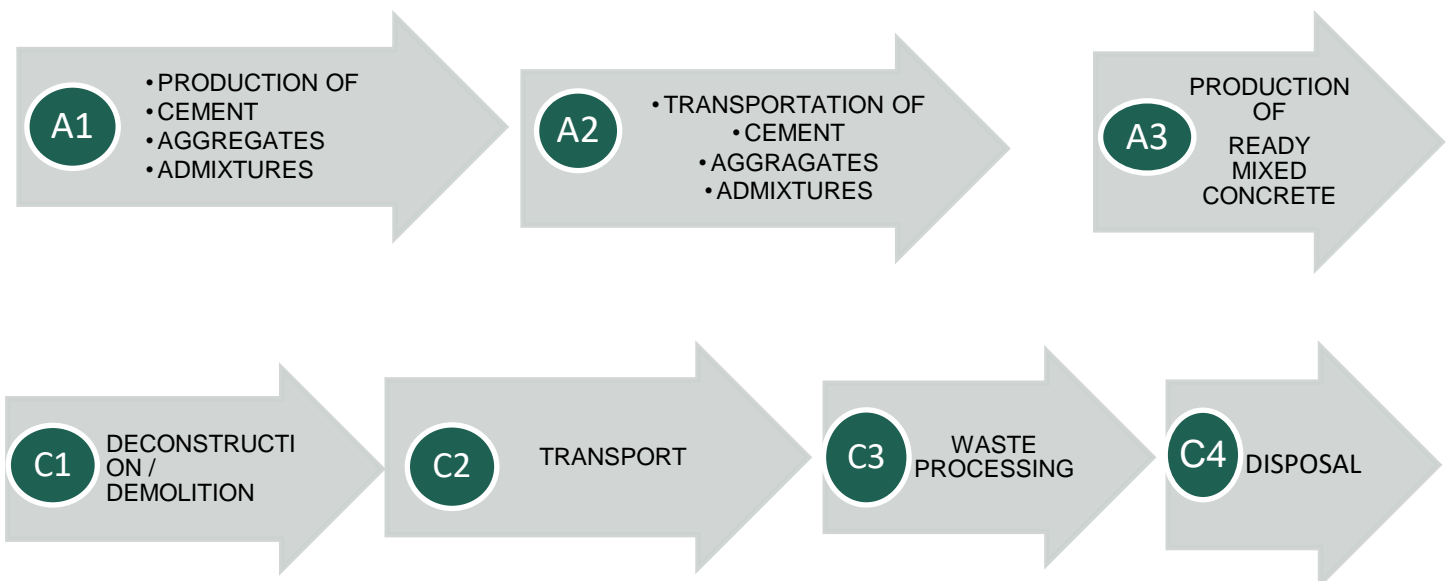 A1
• PRODUCTION OF
• CEMENT
• AGGREGATES
• ADMIXTURES
A2
• TRANSPORTATION OF
• CEMENT
• AGGRAGATES
• ADMIXTURES
A3
PRODUCTION
OF
READY
MIXED
CONCRETE
C1
DECONSTRUCTI
ON /
DEMOLITION
C2
TRANSPORT
C3
WASTE
PROCESSING
C4
DISPOSAL